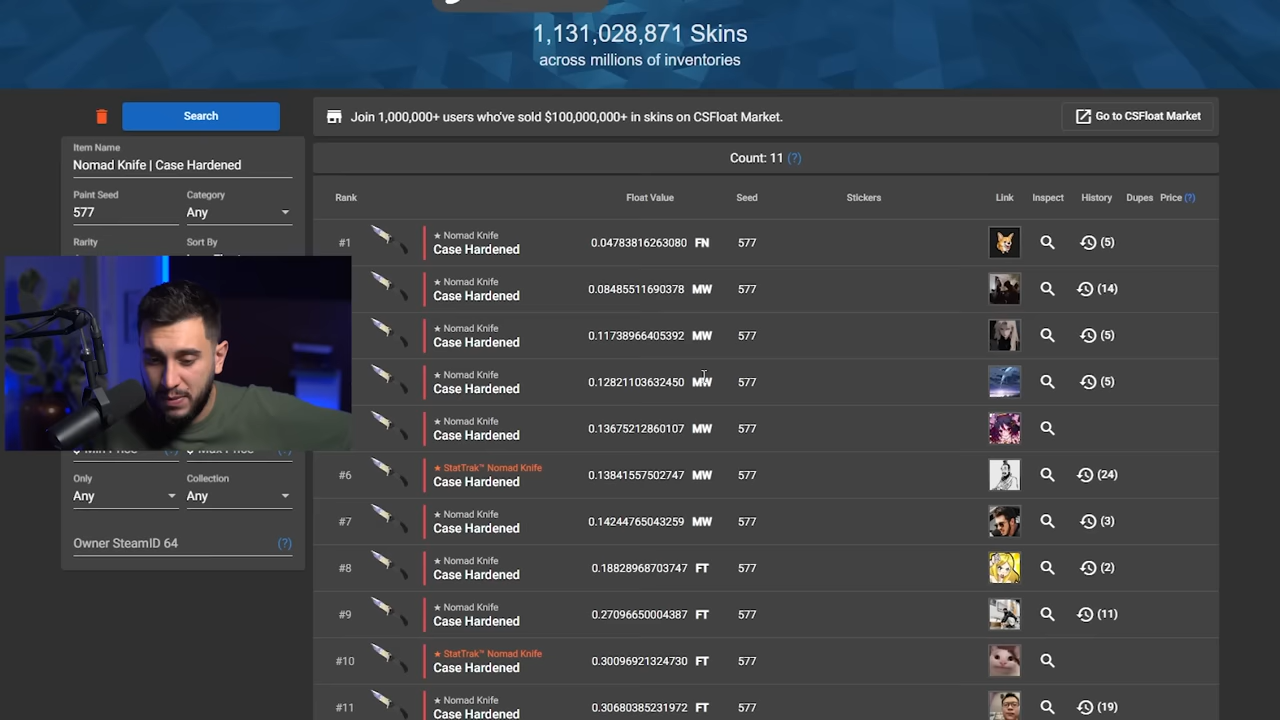 1,131,028,871 Skins
across millions of inventories
Search
Join 1,000,000+ users who've sold $100,000,000+ in skins on CSFloat Market.
Go to CSFloat Market
Item Name
Nomad Knife | Case Hardened
Paint Seed
577
Category
Any
Rarity
Sort By
Only
Any
Collection
Any
Owner SteamID 64 (?)
Count: 11 (?)
Rank Float Value Seed Stickers Link Inspect History Dupes Price (?)
#1 ★ Nomad Knife
Case Hardened 0.04783816263080 FN 577 (5)
★ Nomad Knife
Case Hardened 0.08485511690378 MW 577 (14)
★ Nomad Knife
Case Hardened 0.11738966405392 MW 577 (5)
★ Nomad Knife
Case Hardened 0.12821103632450 MW 577 (5)
★ Nomad Knife
Case Hardened 0.13675212860107 MW 577
#6 ★ StatTrak™ Nomad Knife
Case Hardened 0.13841557502747 MW 577 (24)
#7 ★ Nomad Knife
Case Hardened 0.14244765043259 MW 577 (3)
#8 ★ Nomad Knife
Case Hardened 0.18828968703747 FT 577 (2)
#9 ★ Nomad Knife
Case Hardened 0.27096650004387 FT 577 (11)
#10 ★ StatTrak™ Nomad Knife
Case Hardened 0.30096921324730 FT 577
#11 ★ Nomad Knife
Case Hardened 0.30680385231972 FT 577 (19)